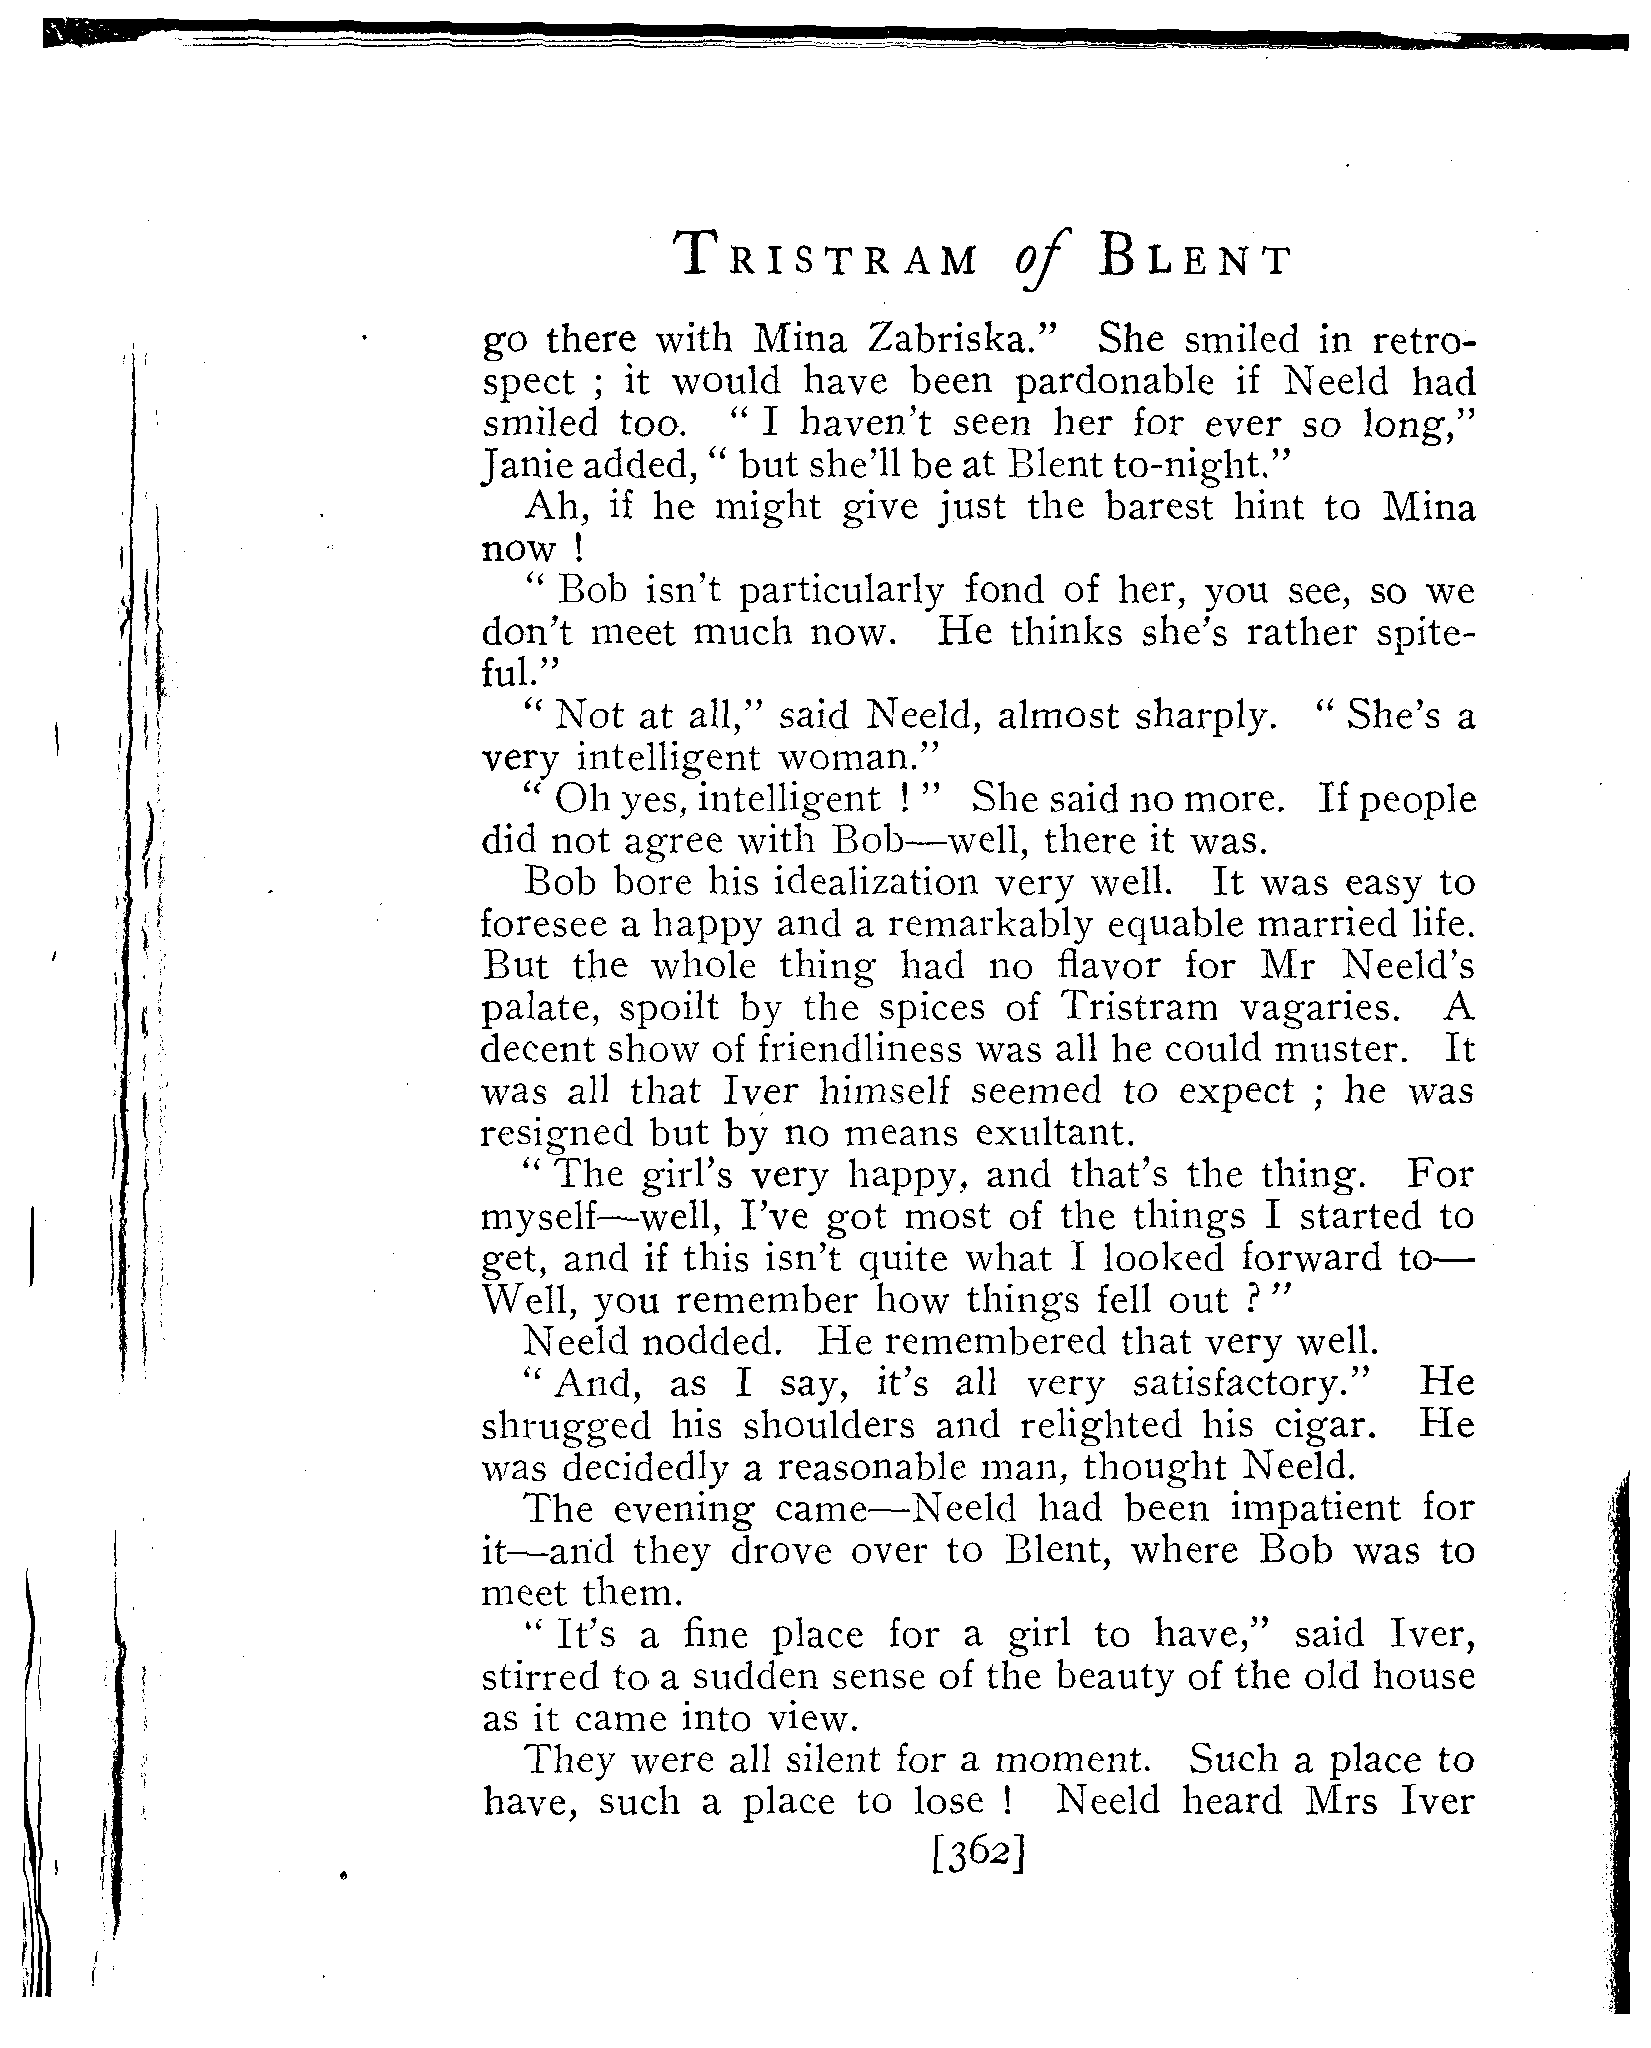 TRISTRAM of BLENT
go there with Mina Zabriska.” She smiled in retro-
spect ; it would have been pardonable if Neeld had
smiled too. “ I haven't seen her for ever so long,”
Janie added, “ but she'll be at Blent to-night.”
Ah, if he might give just the barest hint to Mina
now !
“ Bob isn't particularly fond of her, you see, so we
don't meet much now. He thinks she's rather spite-
ful.”
“ Not at all,” said Neeld, almost sharply. “ She's a
very intelligent woman.”
“ Oh yes, intelligent ! ” She said no more. If people
did not agree with Bob—well, there it was.
Bob bore his idealization very well. It was easy to
foresee a happy and a remarkably equable married life.
But the whole thing had no flavor for Mr Neeld's
palate, spoilt by the spices of Tristram vagaries. A
decent show of friendliness was all he could muster. It
was all that Iver himself seemed to expect ; he was
resigned but by no means exultant.
“ The girl's very happy, and that's the thing. For
myself—well, I've got most of the things I started to
get, and if this isn't quite what I looked forward to—
Well, you remember how things fell out ? ”
Neeld nodded. He remembered that very well.
“ And, as I say, it's all very satisfactory.” He
shrugged his shoulders and relighted his cigar. He
was decidedly a reasonable man, thought Neeld.
The evening came—Neeld had been impatient for
it—and they drove over to Blent, where Bob was to
meet them.
“ It's a fine place for a girl to have,” said Iver,
stirred to a sudden sense of the beauty of the old house
as it came into view.
They were all silent for a moment. Such a place to
have, such a place to lose ! Neeld heard Mrs Iver
[362]